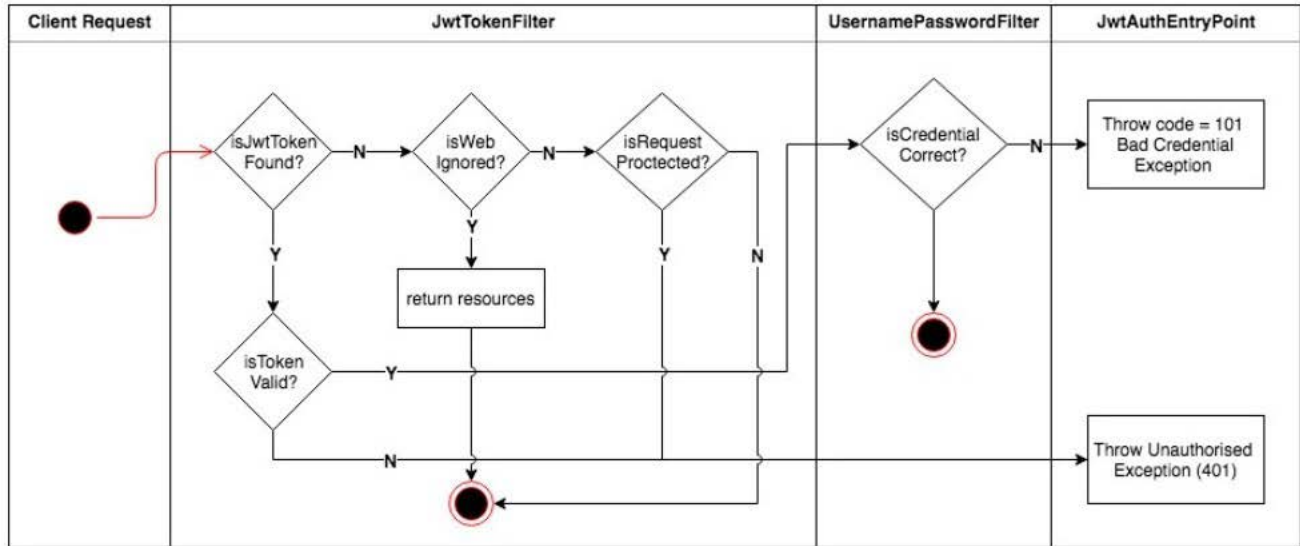 Client Request
JwtTokenFilter
UsernamePasswordFilter
JwtAuthEntryPoint
isJwtToken
Found?
N
isWeb
Ignored?
N
isRequest
Proctected?
isCredential
Correct?
N
Throw code = 101
Bad Credential
Exception
Y
Y
Y
N
return resources
isToken
Valid?
Y
N
Throw Unauthorised
Exception (401)